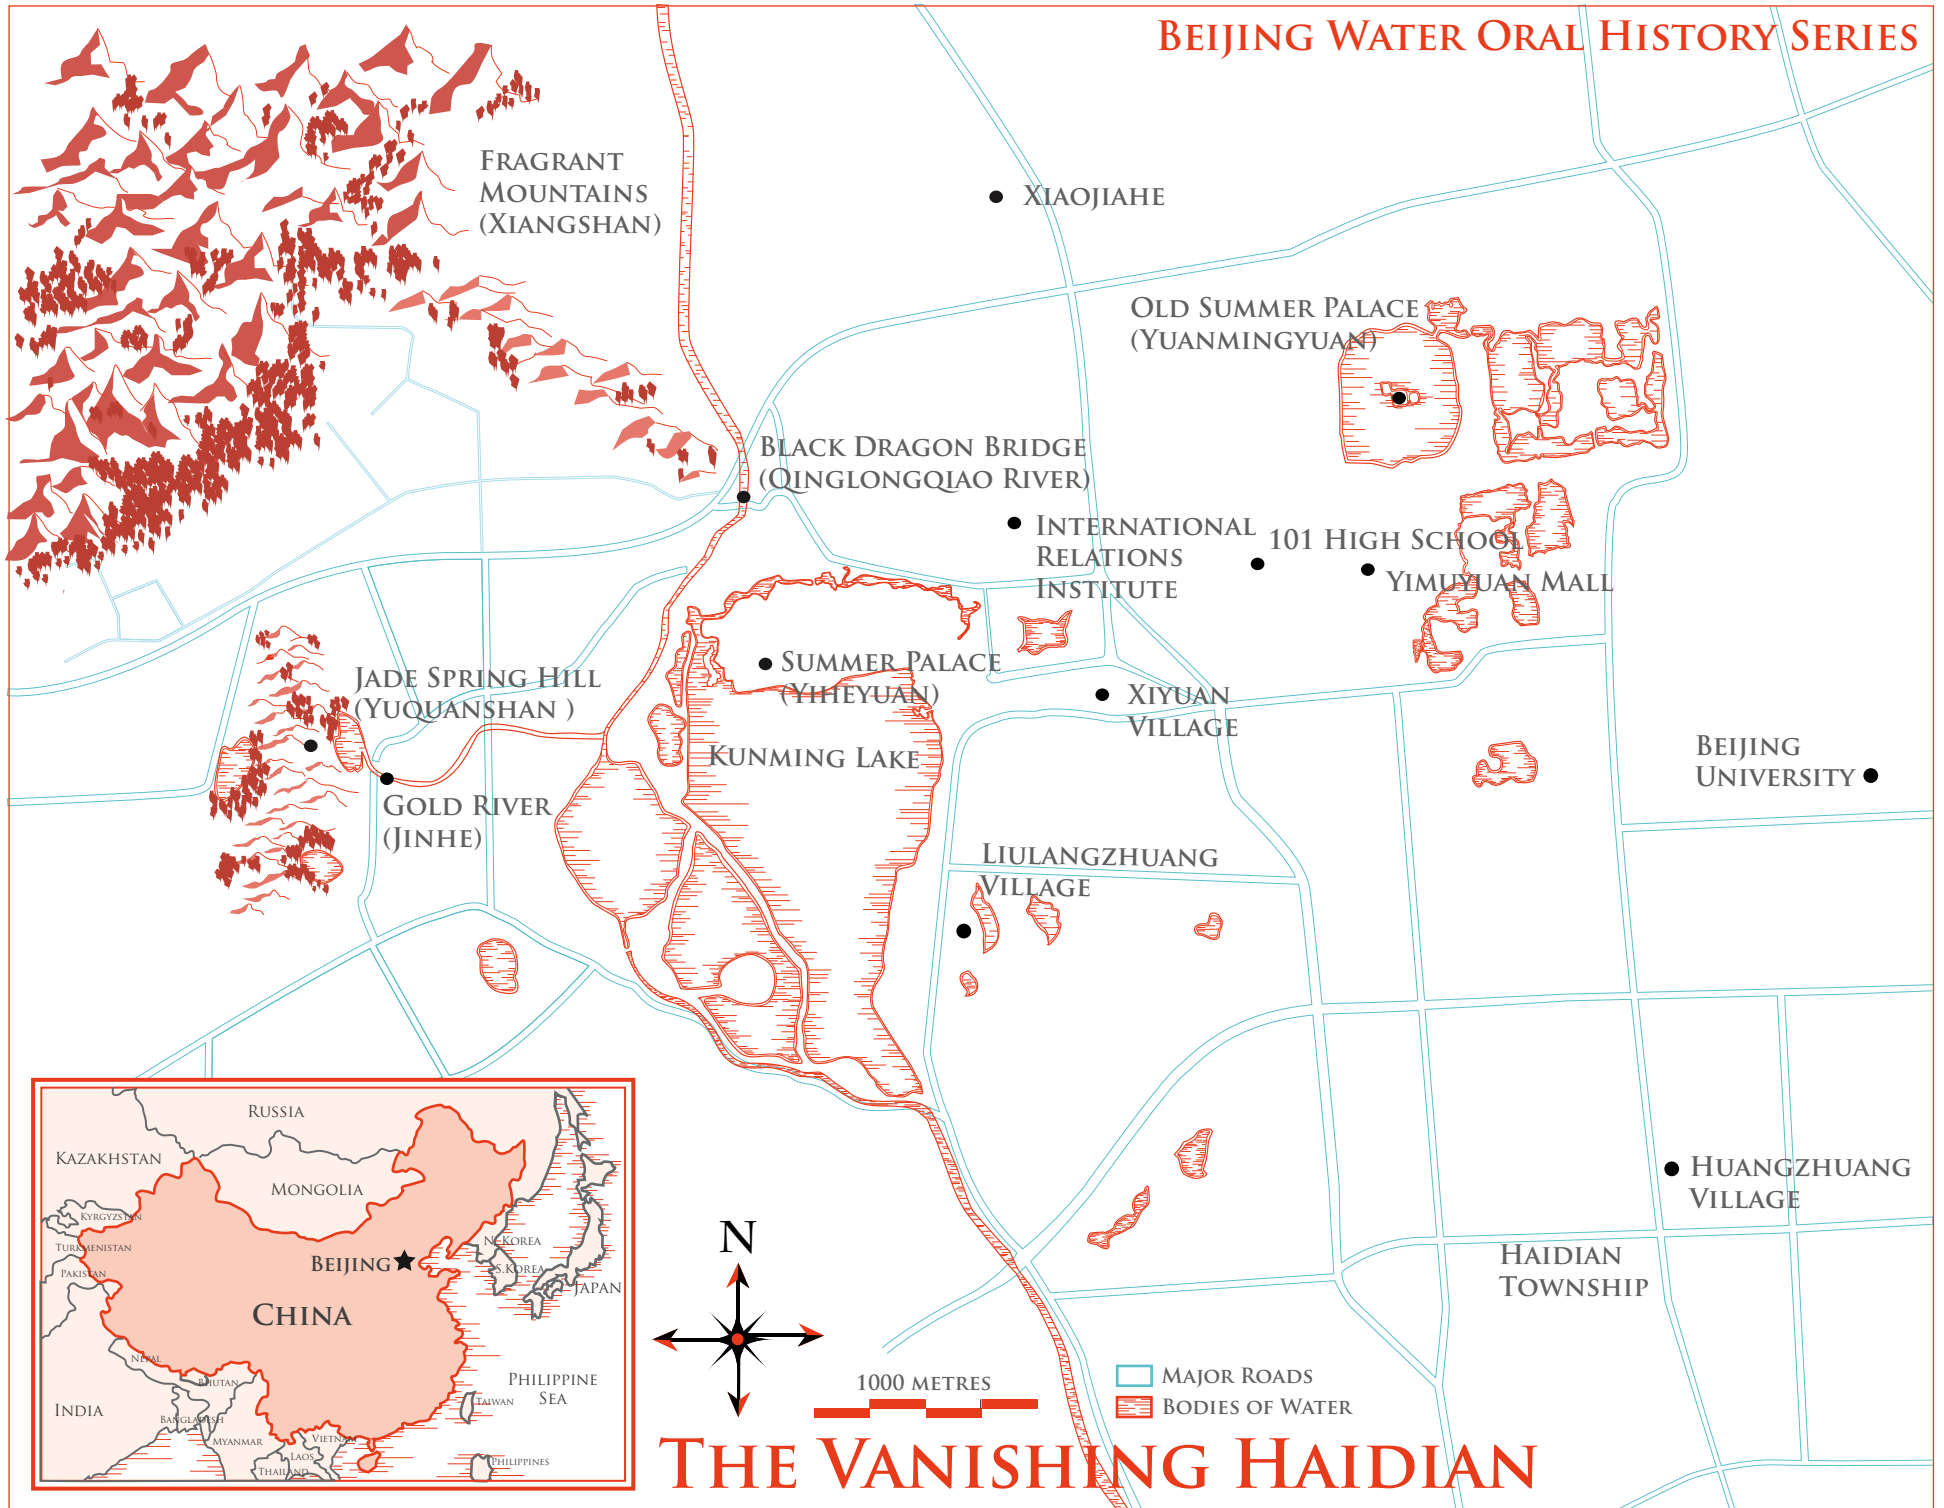 BEIJING WATER ORAL HISTORY SERIES
FRAGRANT
MOUNTAINS
(XIANGSHAN)
XIAOJIAHE
OLD SUMMER PALACE
(YUANMINGYUAN)
BLACK DRAGON BRIDGE
(QINGLONGQIAO RIVER)
INTERNATIONAL
RELATIONS
INSTITUTE
101 HIGH SCHOOL
YIMUYUAN MALL
JADE SPRING HILL
(YUQUANSHAN )
SUMMER PALACE
(YIHEYUAN)
XIYUAN
VILLAGE
KUNMING LAKE
BEIJING
UNIVERSITY
GOLD RIVER
(JINHE)
LIULANGZHUANG
VILLAGE
HUANGZHUANG
VILLAGE
HAIDIAN
TOWNSHIP
RUSSIA
KAZAKHSTAN
MONGOLIA
KYRGYZSTAN
TURKMENISTAN
PAKISTAN
BEIJING
N. KOREA
S.KOREA
JAPAN
CHINA
NEPAL
BHUTAN
INDIA
BANGLADESH
MYANMAR
VIETNAM
LAOS
THAILAND
PHILIPPINE
SEA
TAIWAN
PHILIPPINES
N
1000 METRES
MAJOR ROADS
BODIES OF WATER
THE VANISHING HAIDIAN